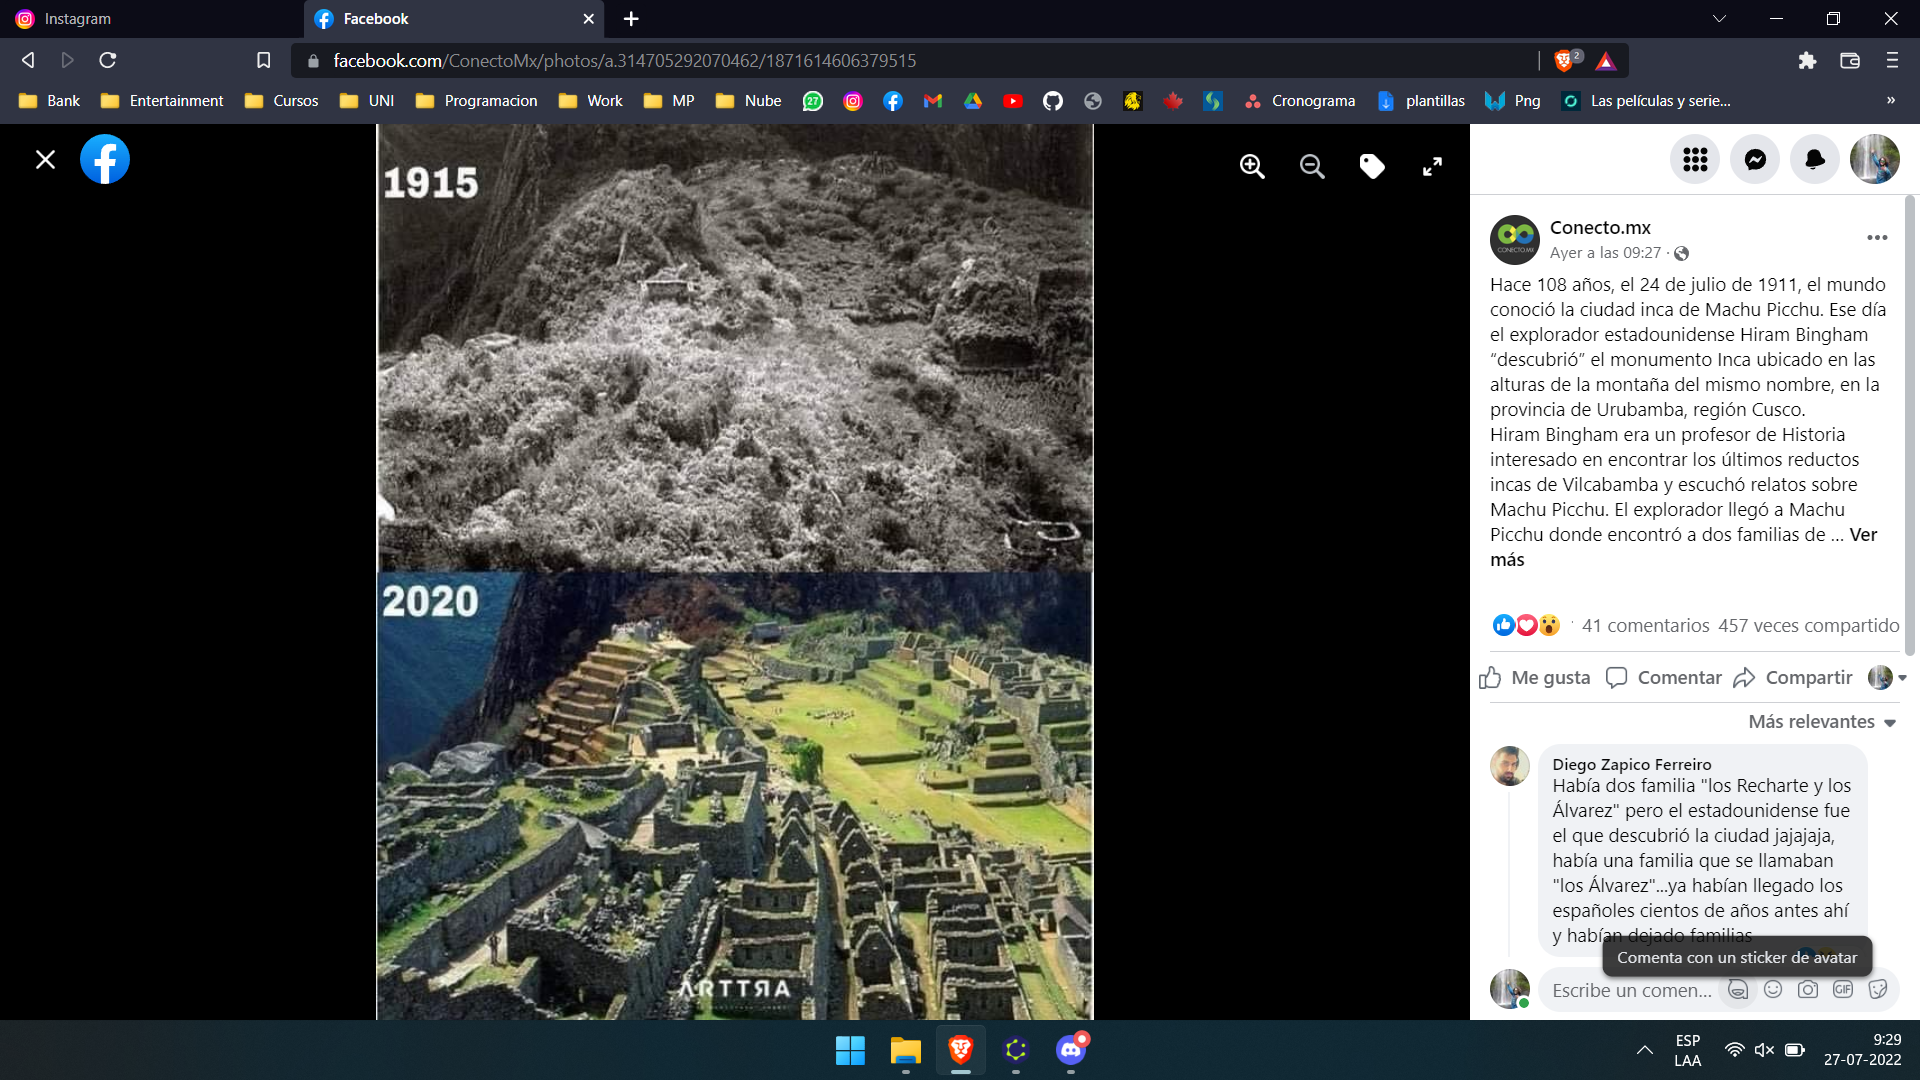 Instagram
Facebook
facebook.com/ConectoMx/photos/a.314705292070462/1871614606379515
2
Bank
Entertainment
Cursos
UNI
Programacion
Work
MP
Nube
27
Cronograma
plantillas
Png
Las películas y serie...
1915
2020
ARTTЯA
Conecto.mx
CONECTO.MX
Ayer a las 09:27 ·
Hace 108 años, el 24 de julio de 1911, el mundo
conoció la ciudad inca de Machu Picchu. Ese día
el explorador estadounidense Hiram Bingham
“descubrió” el monumento Inca ubicado en las
alturas de la montaña del mismo nombre, en la
provincia de Urubamba, región Cusco.
Hiram Bingham era un profesor de Historia
interesado en encontrar los últimos reductos
incas de Vilcabamba y escuchó relatos sobre
Machu Picchu. El explorador llegó a Machu
Picchu donde encontró a dos familias de ... Ver
más
41 comentarios 457 veces compartido
Me gusta Comentar Compartir
Más relevantes
Diego Zapico Ferreiro
Había dos familia "los Recharte y los
Álvarez" pero el estadounidense fue
el que descubrió la ciudad jajajaja,
había una familia que se llamaban
"los Álvarez"...ya habían llegado los
españoles cientos de años antes ahí
y habían dejado familias
Comenta con un sticker de avatar
Escribe un comen...
GIF
ESP
LAA
9:29
27-07-2022